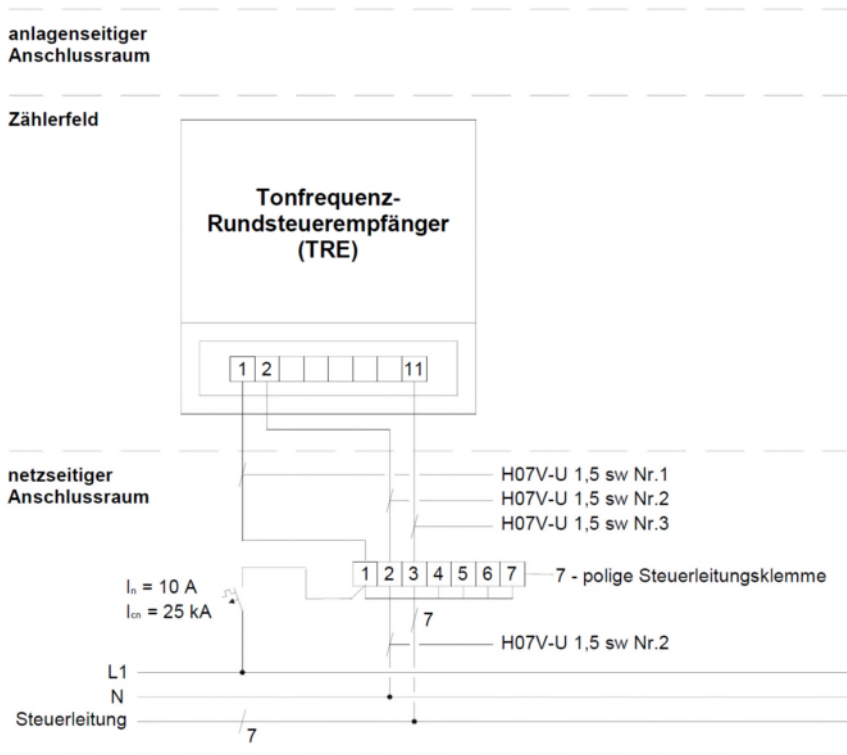 anlagenseitiger
Anschlussraum
Zählerfeld
Tonfrequenz-
Rundsteuerempfänger
(TRE)
1 2 11
netzseitiger
Anschlussraum
H07V-U 1,5 sw Nr.1
H07V-U 1,5 sw Nr.2
H07V-U 1,5 sw Nr.3
1 2 3 4 5 6 7
7 - polige Steuerleitungsklemme
In = 10 A
Icn = 25 kA
7
H07V-U 1,5 sw Nr.2
L1
N
Steuerleitung
7